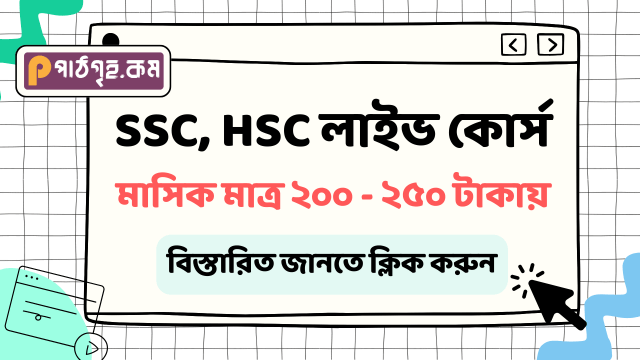 পাঠগৃহ.কম
SSC, HSC লাইভ কোর্স
মাসিক মাত্র ২০০ - ২৫০ টাকায়
বিস্তারিত জানতে ক্লিক করুন